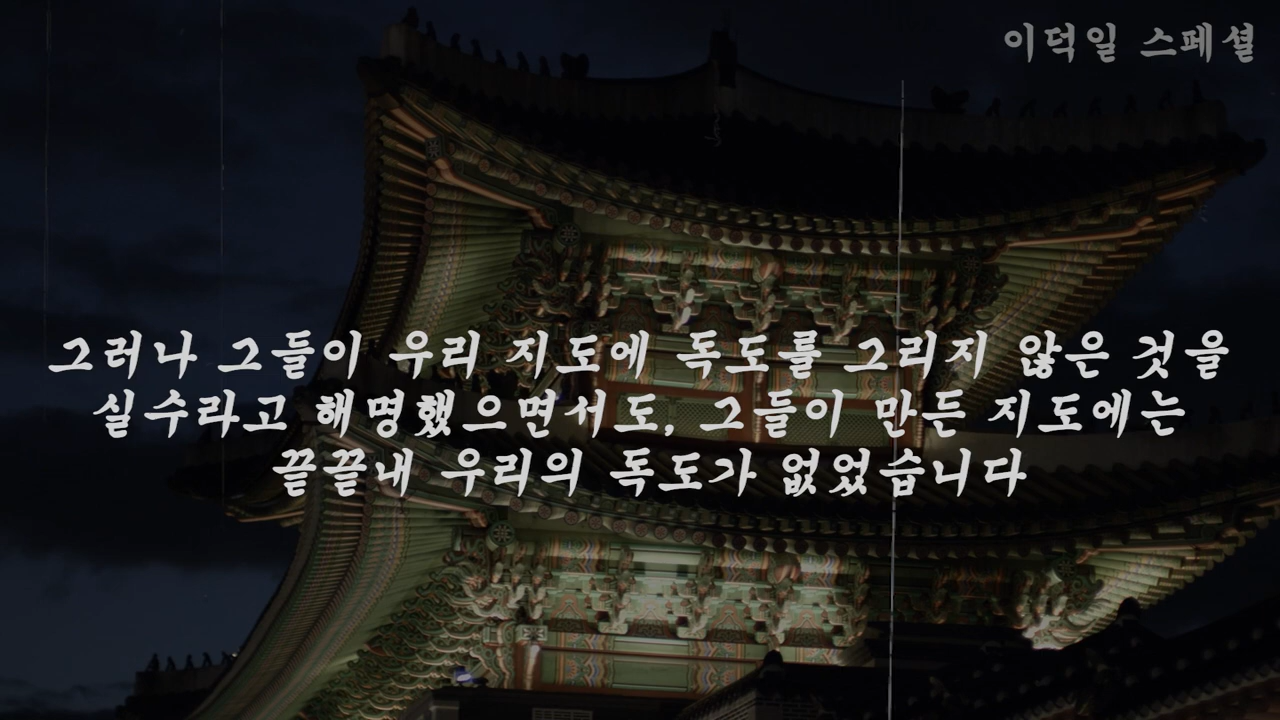 이덕일 스페셜
그러나 그들이 우리 지도에 독도를 그리지 않은 것을
실수라고 해명했으면서도, 그들이 만든 지도에는
끝끝내 우리의 독도가 없었습니다